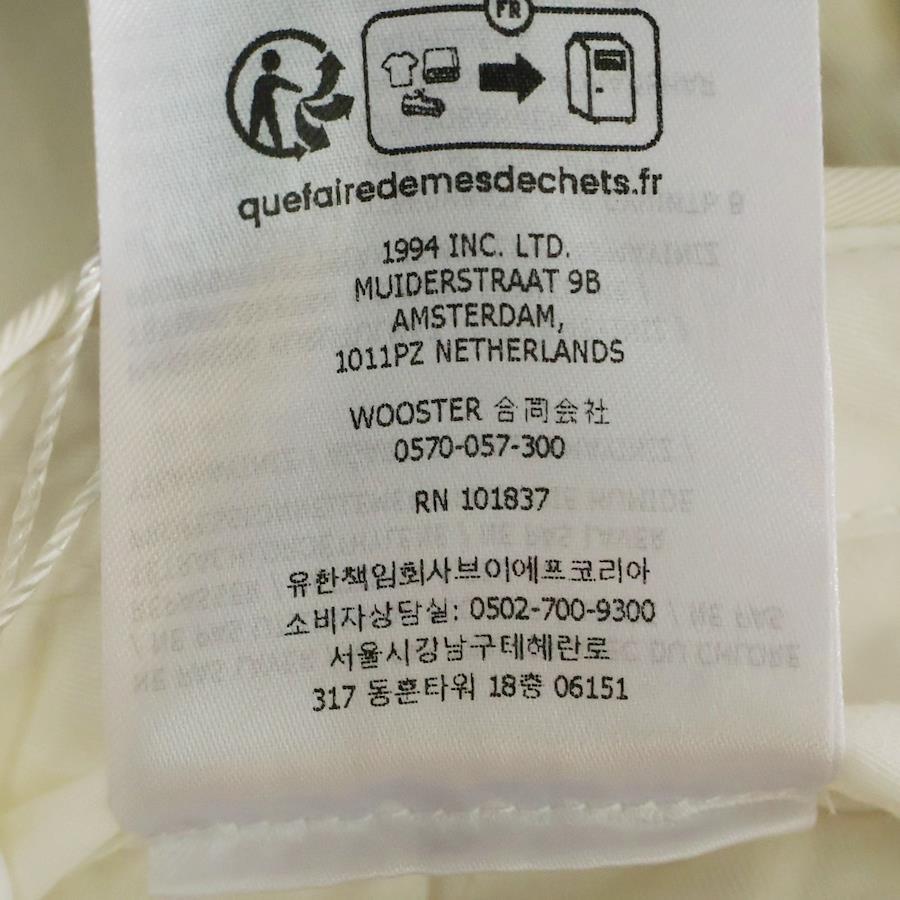 FR
quefairedemesdechets.fr
1994 INC. LTD.
MUIDERSTRAAT 9B
AMSTERDAM,
1011PZ NETHERLANDS
WOOSTER 合同会社
0570-057-300
RN 101837
유한책임회사브이에프코리아
소비자상담실: 0502-700-9300
서울시강남구테헤란로
317 동훈타워 18층 06151